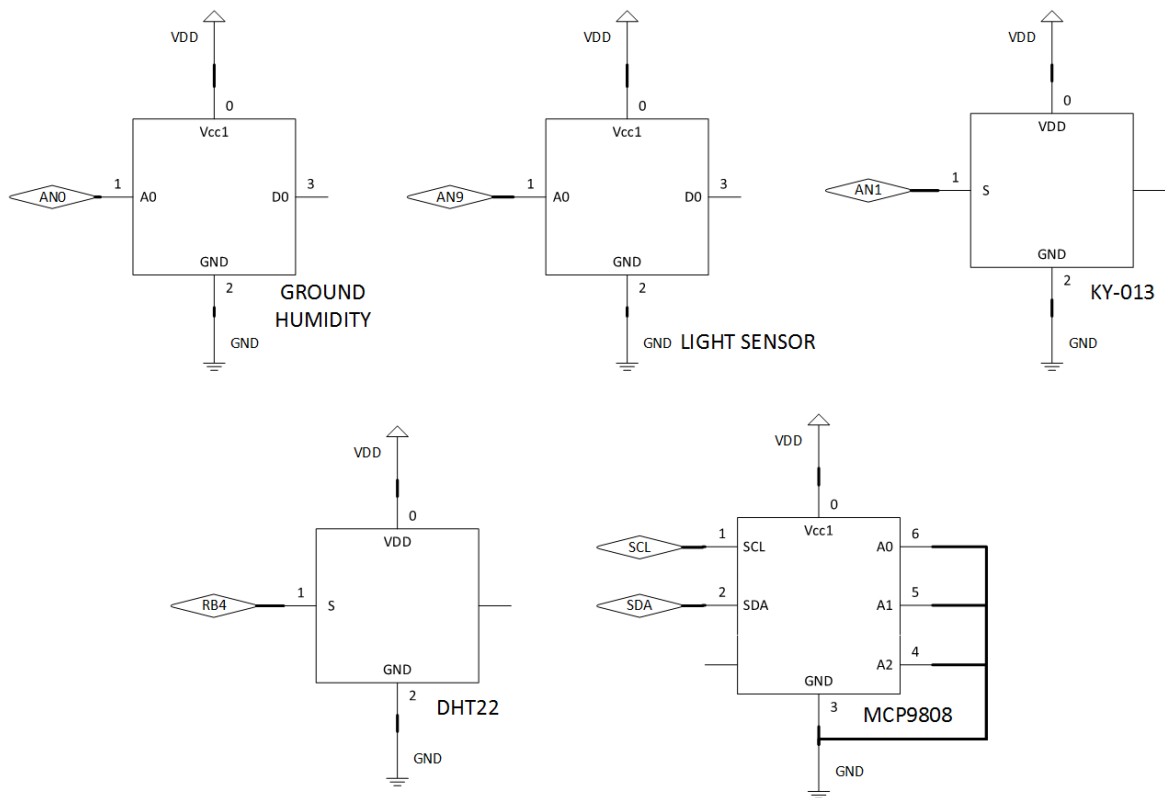 VDD
0
Vcc1
AN0
1
A0
D0
3
GND
2
GROUND
HUMIDITY
GND
VDD
0
Vcc1
AN9
1
A0
D0
3
GND
2
GND
LIGHT SENSOR
VDD
0
VDD
AN1
1
S
GND
2
KY-013
GND
VDD
0
VDD
RB4
1
S
GND
2
DHT22
GND
VDD
0
Vcc1
SCL
1
SCL
A0
6
SDA
2
SDA
A1
5
A2
4
GND
3
MCP9808
GND